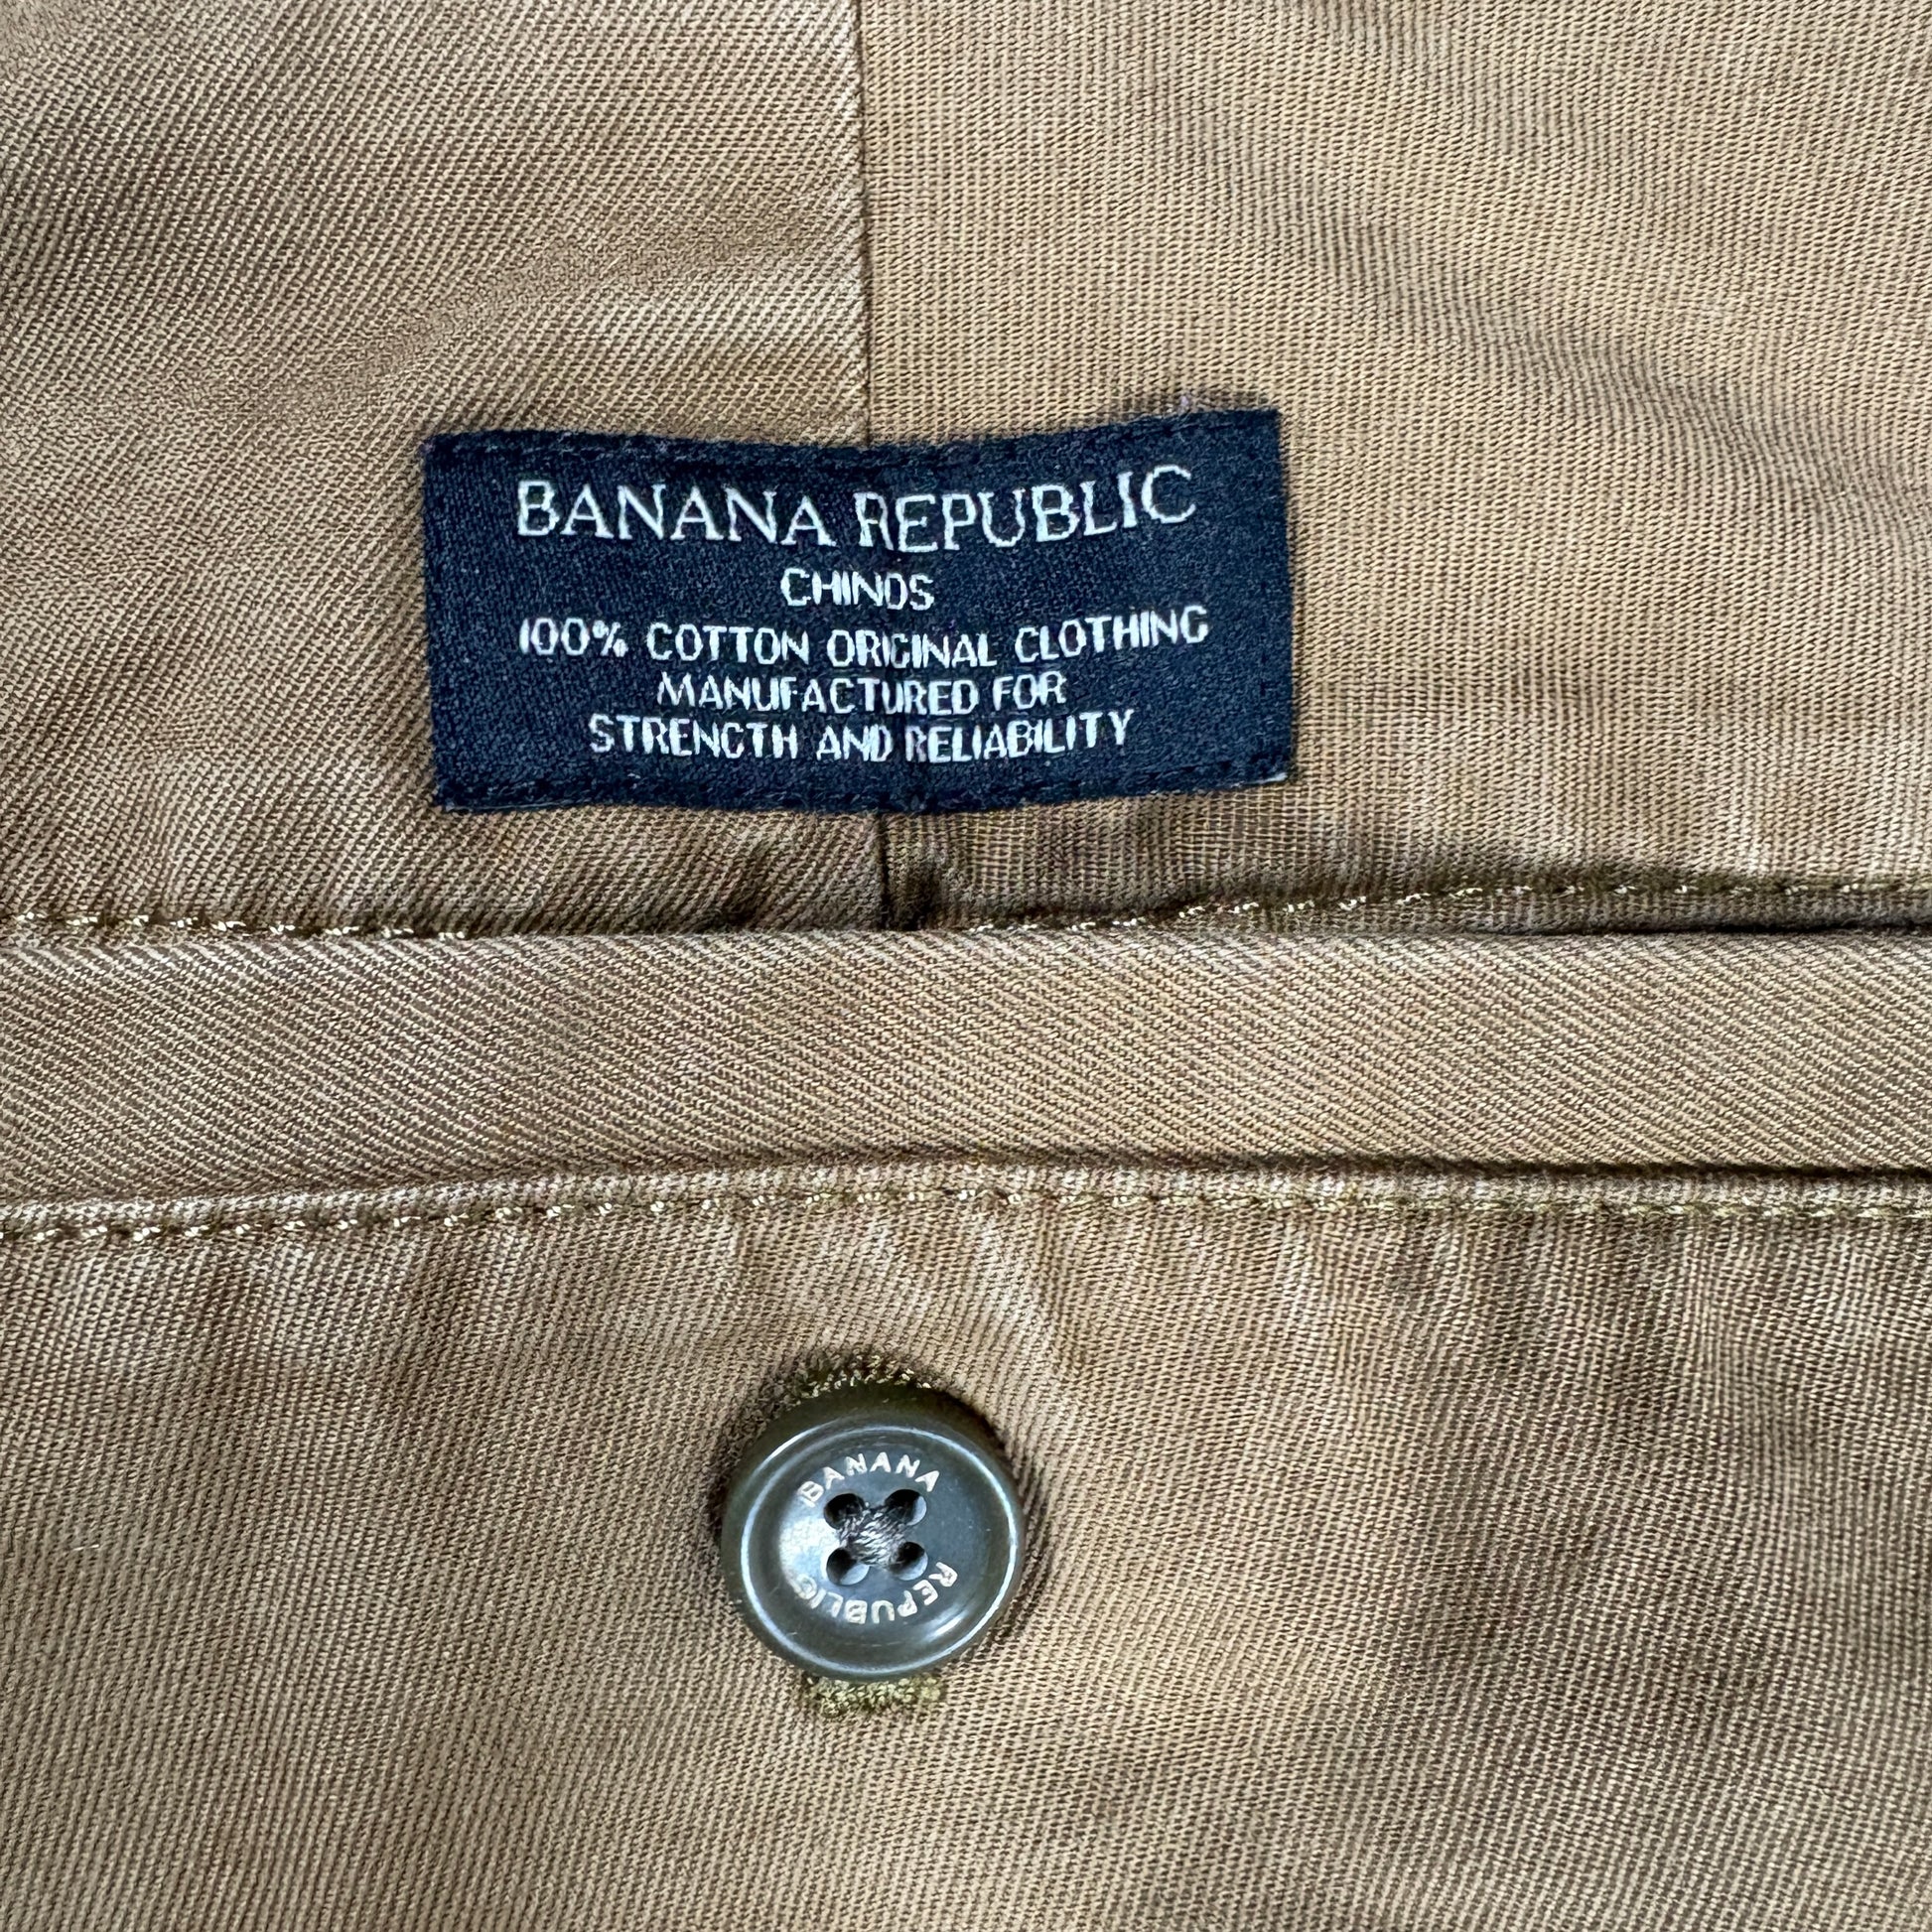 BANANA REPUBLIC
CHINOS
100% COTTON ORIGINAL CLOTHING
MANUFACTURED FOR
STRENGTH AND RELIABILITY
BANANA
REPUBLIC